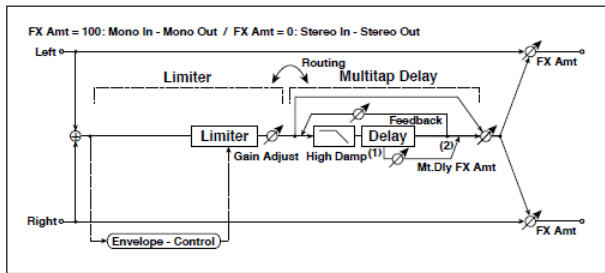 FX Amt = 100: Mono In - Mono Out / FX Amt = 0: Stereo In - Stereo Out
Left
Routing
FX Amt
Limiter
Multitap Delay
Feedback
Limiter
Delay
Gain Adjust
High Damp
(1)
(2)
Mt.Dly FX Amt
Right
FX Amt
Envelope - Control